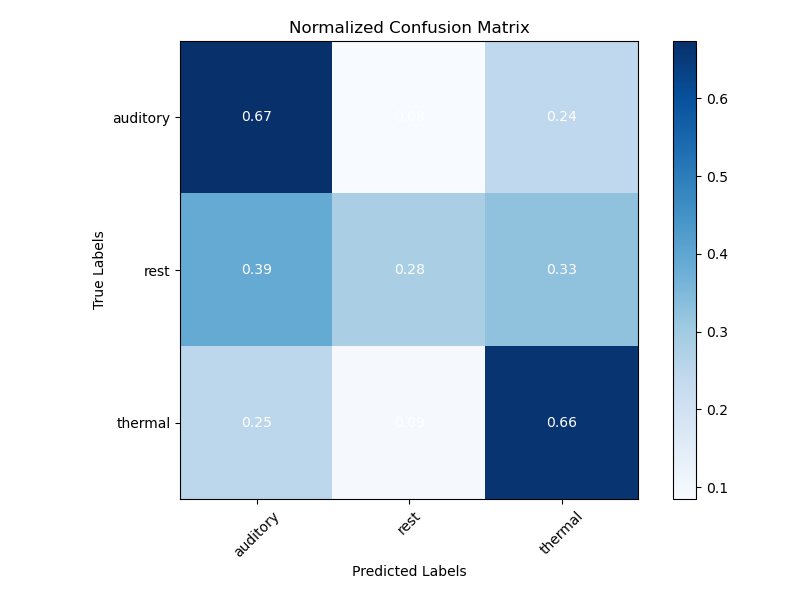 Normalized Confusion Matrix
auditory
0.67
0.24
0.6
0.5
True Labels
rest
0.39
0.28
0.33
0.4
0.3
thermal
0.25
0.09
0.66
0.2
0.1
auditory
rest
thermal
Predicted Labels